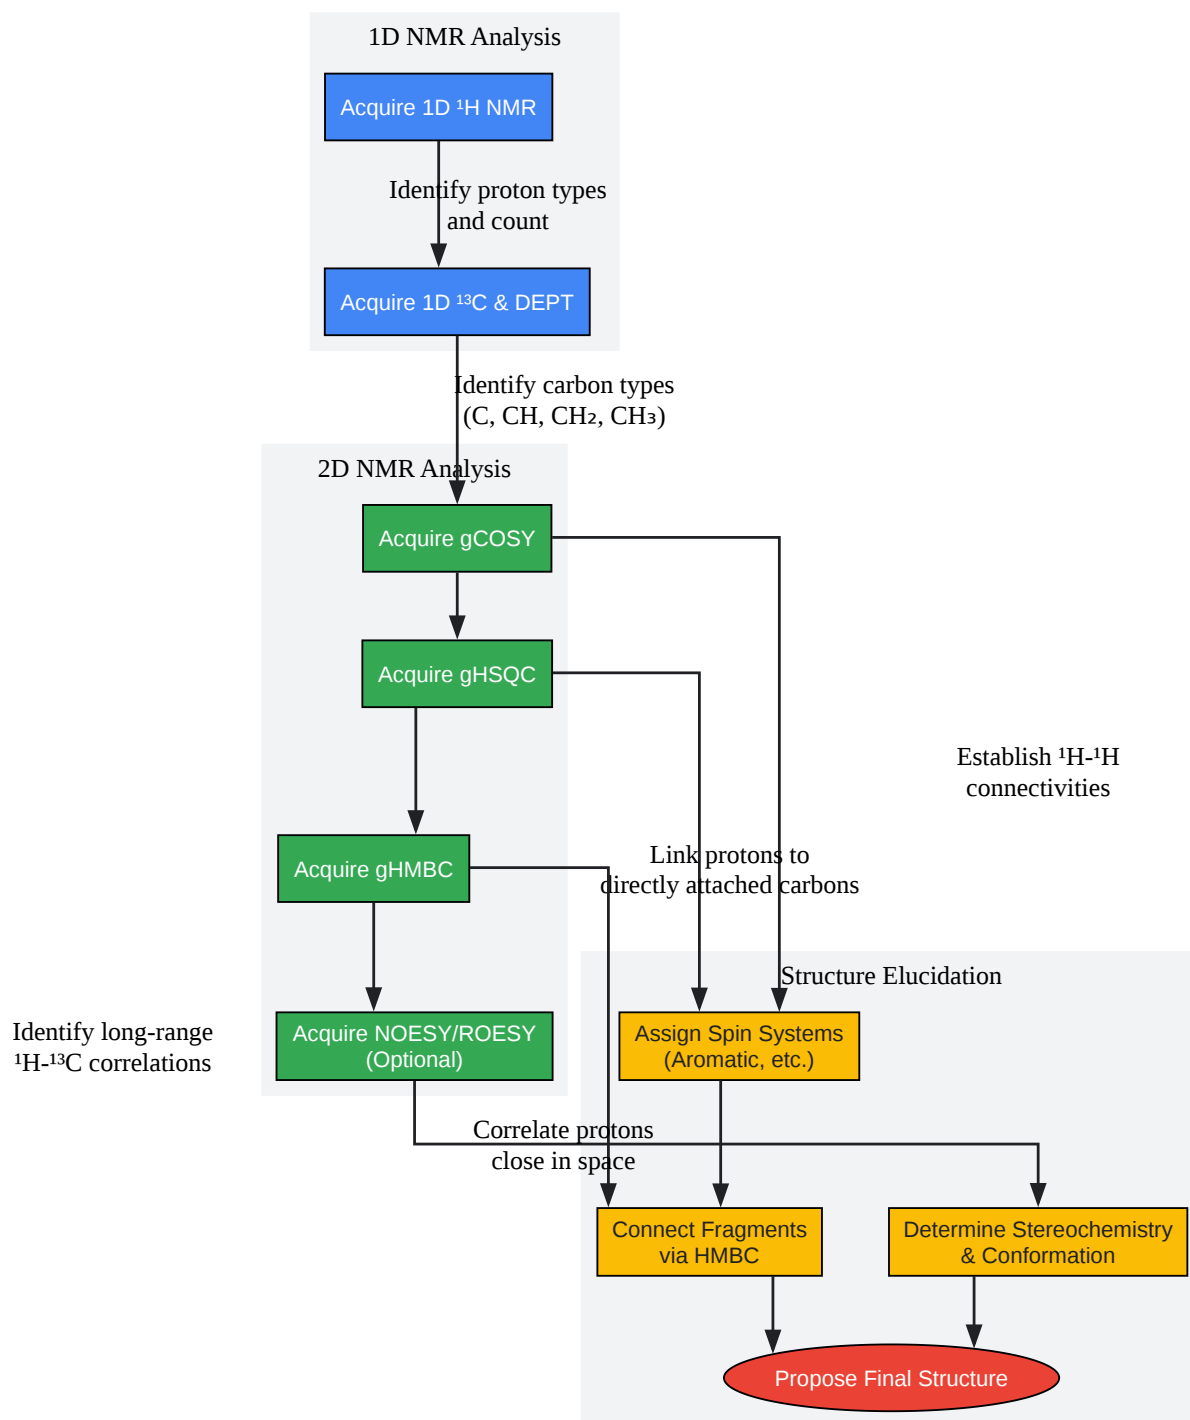 1D NMR Analysis
Acquire 1D ¹H NMR
Identify proton types
and count
Acquire 1D ¹³C & DEPT
Identify carbon types
(C, CH, CH₂, CH₃)
2D NMR Analysis
Acquire gCOSY
Acquire gHSQC
Establish ¹H-¹H
connectivities
Link protons to
directly attached carbons
Acquire gHMBC
Structure Elucidation
Identify long-range
¹H-¹³C correlations
Acquire NOESY/ROESY
(Optional)
Assign Spin Systems
(Aromatic, etc.)
Correlate protons
close in space
Connect Fragments
via HMBC
Determine Stereochemistry
& Conformation
Propose Final Structure